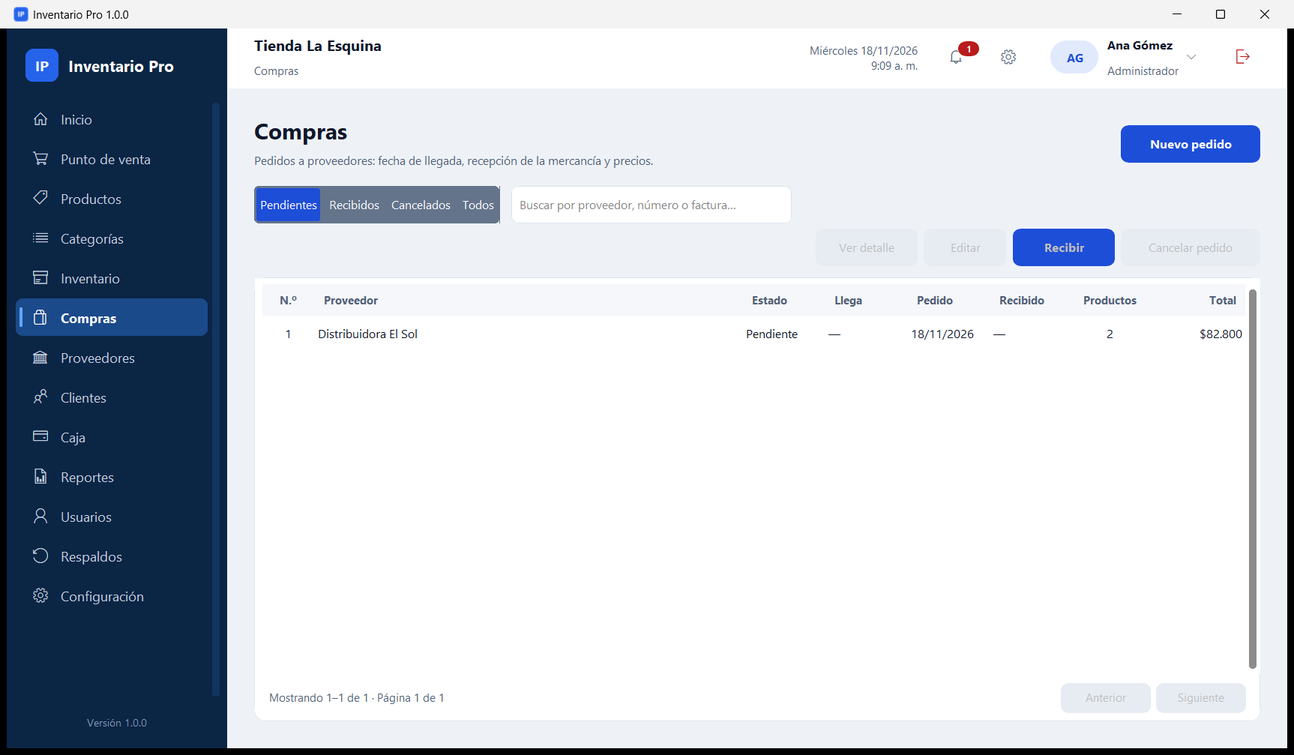 IP Inventario Pro 1.0.0
IP Inventario Pro
Inicio
Punto de venta
Productos
Categorías
Inventario
Compras
Proveedores
Clientes
Caja
Reportes
Usuarios
Respaldos
Configuración
Versión 1.0.0
Tienda La Esquina
Compras
Miércoles 18/11/2026
9:09 a. m.
1
AG
Ana Gómez
Administrador
Compras
Pedidos a proveedores: fecha de llegada, recepción de la mercancía y precios.
Nuevo pedido
Pendientes Recibidos Cancelados Todos
Buscar por proveedor, número o factura...
Ver detalle Editar Recibir Cancelar pedido
N.º Proveedor Estado Llega Pedido Recibido Productos Total
1 Distribuidora El Sol Pendiente — 18/11/2026 — 2 $82.800
Mostrando 1–1 de 1 · Página 1 de 1
Anterior Siguiente